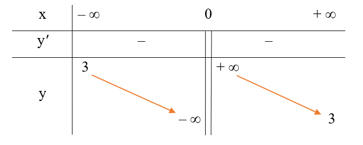 x – ∞ 0 + ∞
y′ – –
3 + ∞
y
– ∞ 3